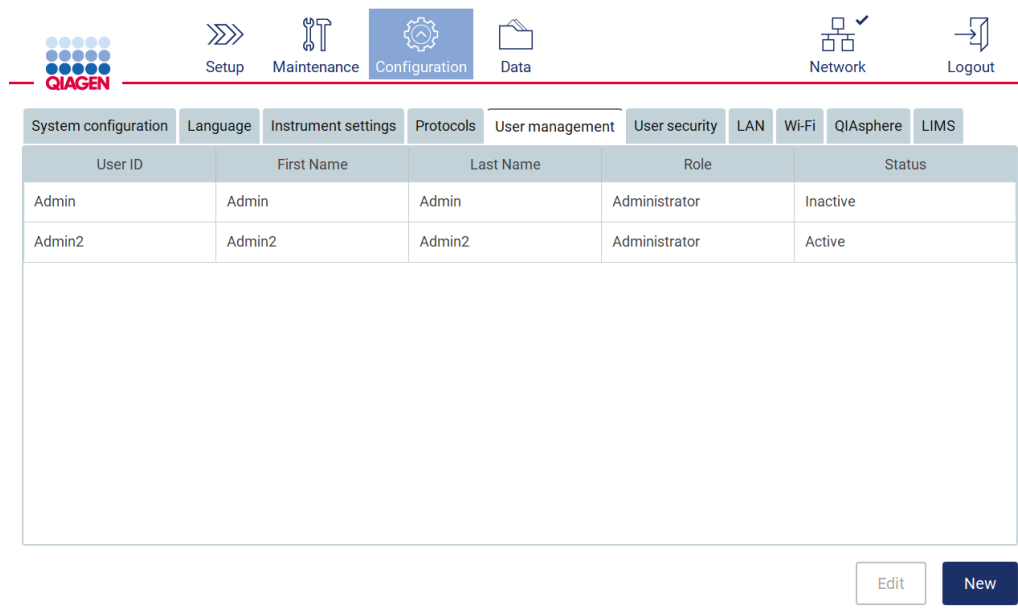 QIAGEN
Setup Maintenance Configuration Data Network Logout
System configuration Language Instrument settings Protocols User management User security LAN Wi-Fi QIAsphere LIMS
User ID First Name Last Name Role Status
Admin Admin Admin Administrator Inactive
Admin2 Admin2 Admin2 Administrator Active
Edit New